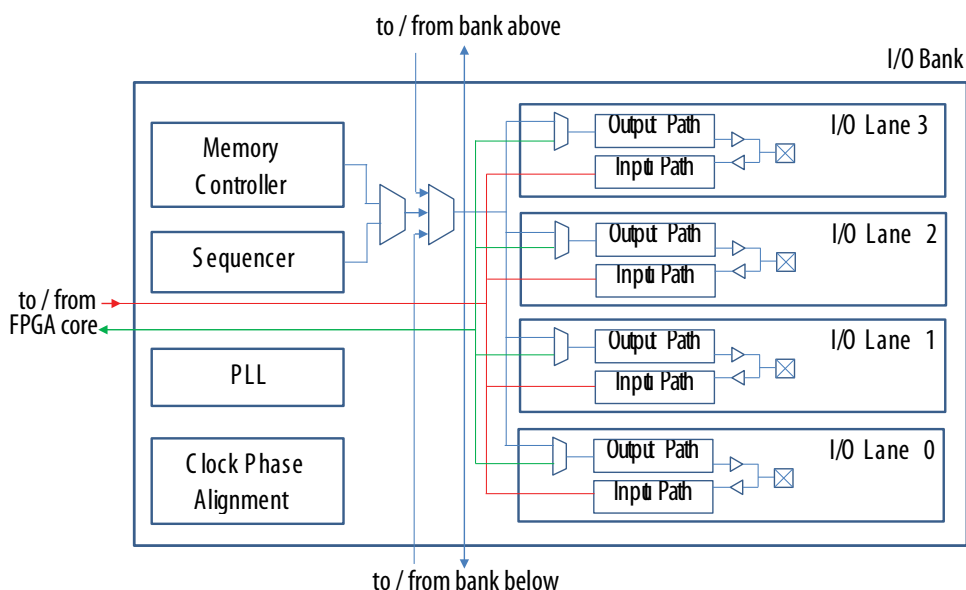 to / from bank above
I/O Bank
Memory
Controller
Sequencer
to / from
FPGA core
PLL
Clock Phase
Alignment
Output Path
Input Path
I/O Lane 3
Output Path
Input Path
I/O Lane 2
Output Path
Input Path
I/O Lane 1
Output Path
Input Path
I/O Lane 0
to / from bank below